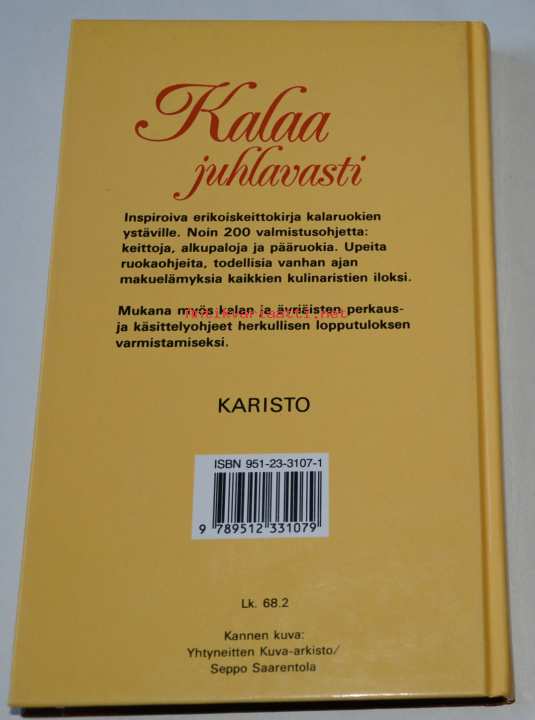 Kalaa
juhlavasti
Inspiroiva erikoiskeittokirja kalaruokien
ystäville. Noin 200 valmistusohjetta:
keittoja, alkupaloja ja pääruokia. Upeita
ruokaohjeita, todellisia vanhan ajan
makuelämyksia kaikkien kulinaristien iloksi.
Mukana myös kalan ja äyriäisten perkaus-
Antikvariaatti.net
ja käsittelyohjeet herkullisen lopputuloksen
varmistamiseksi.
KARISTO
ISBN 951-23-3107-1
9 789512 331079
Lk. 68.2
Kannen kuva:
Yhtyneitten Kuva-arkisto/
Seppo Saarentola